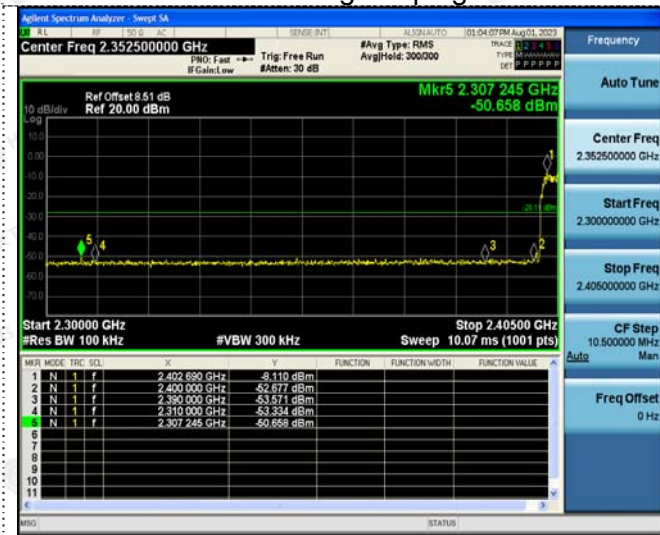 Agilent Spectrum Analyzer - Swept SA
RL RF 50 Ω AC SENSE:INT ALIGN AUTO 01:04:07 PM Aug 01, 2023
Center Freq 2.352500000 GHz
PNO: Fast
IFGain:Low
Trig: Free Run
#Atten: 30 dB
#Avg Type: RMS
Avg|Hold: 300/300
TRACE 1 2 3 4 5 6
TYPE
DET P P P P P P
Ref Offset 8.51 dB
Ref 20.00 dBm
10 dB/div
Log
Mkr5 2.307 245 GHz
-50.658 dBm
10.0
0.00
-10.0
-20.0
-30.0
-40.0
-50.0
-60.0
-70.0
1
2
3
4
5
Start 2.30000 GHz
Stop 2.40500 GHz
#Res BW 100 kHz
#VBW 300 kHz
Sweep 10.07 ms (1001 pts)
MKR MODE TRC SCL X Y FUNCTION FUNCTION WIDTH FUNCTION VALUE
1 N 1 f 2.402 690 GHz -8.110 dBm
2 N 1 f 2.400 000 GHz -52.677 dBm
3 N 1 f 2.390 000 GHz -53.571 dBm
4 N 1 f 2.310 000 GHz -53.334 dBm
5 N 1 f 2.307 245 GHz -50.658 dBm
6
7
8
9
10
11
MSG
STATUS
Frequency
Auto Tune
Center Freq
2.352500000 GHz
Start Freq
2.300000000 GHz
Stop Freq
2.405000000 GHz
CF Step
10.500000 MHz
Auto Man
Freq Offset
0 Hz